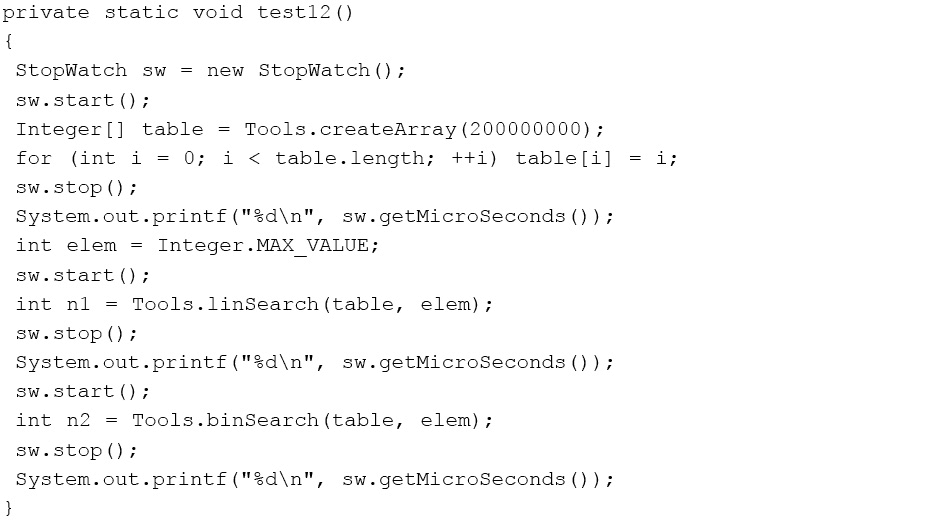 private static void test12()
{
 StopWatch sw = new StopWatch();
 sw.start();
 Integer[] table = Tools.createArray(200000000);
 for (int i = 0; i < table.length; ++i) table[i] = i;
 sw.stop();
 System.out.printf("%d\n", sw.getMicroSeconds());
 int elem = Integer.MAX_VALUE;
 sw.start();
 int n1 = Tools.linSearch(table, elem);
 sw.stop();
 System.out.printf("%d\n", sw.getMicroSeconds());
 sw.start();
 int n2 = Tools.binSearch(table, elem);
 sw.stop();
 System.out.printf("%d\n", sw.getMicroSeconds());
}